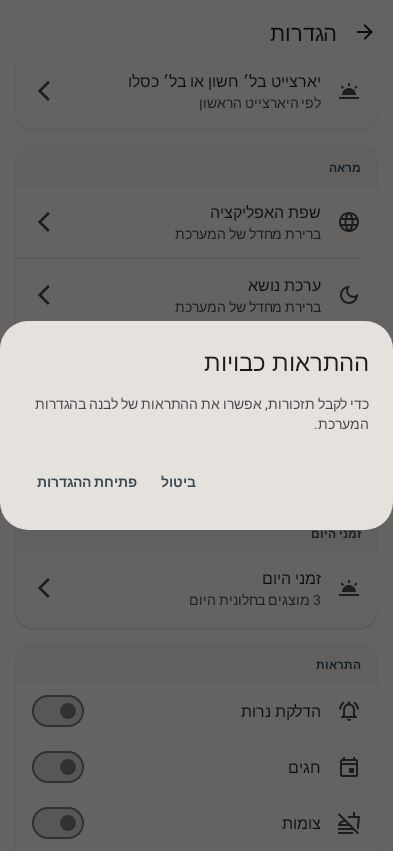 הגדרות
יארצייט בל׳ חשון או בל׳ כסלו
לפי היארצייט הראשון
מראה
שפת האפליקציה
ברירת מחדל של המערכת
ערכת נושא
ברירת מחדל של המערכת
ההתראות כבויות
כדי לקבל תזכורות, אפשרו את ההתראות של לבנה בהגדרות
המערכת.
ביטול
פתיחת ההגדרות
זמני היום
זמני היום
3 מוצגים בחלונית היום
התראות
הדלקת נרות
חגים
צומות